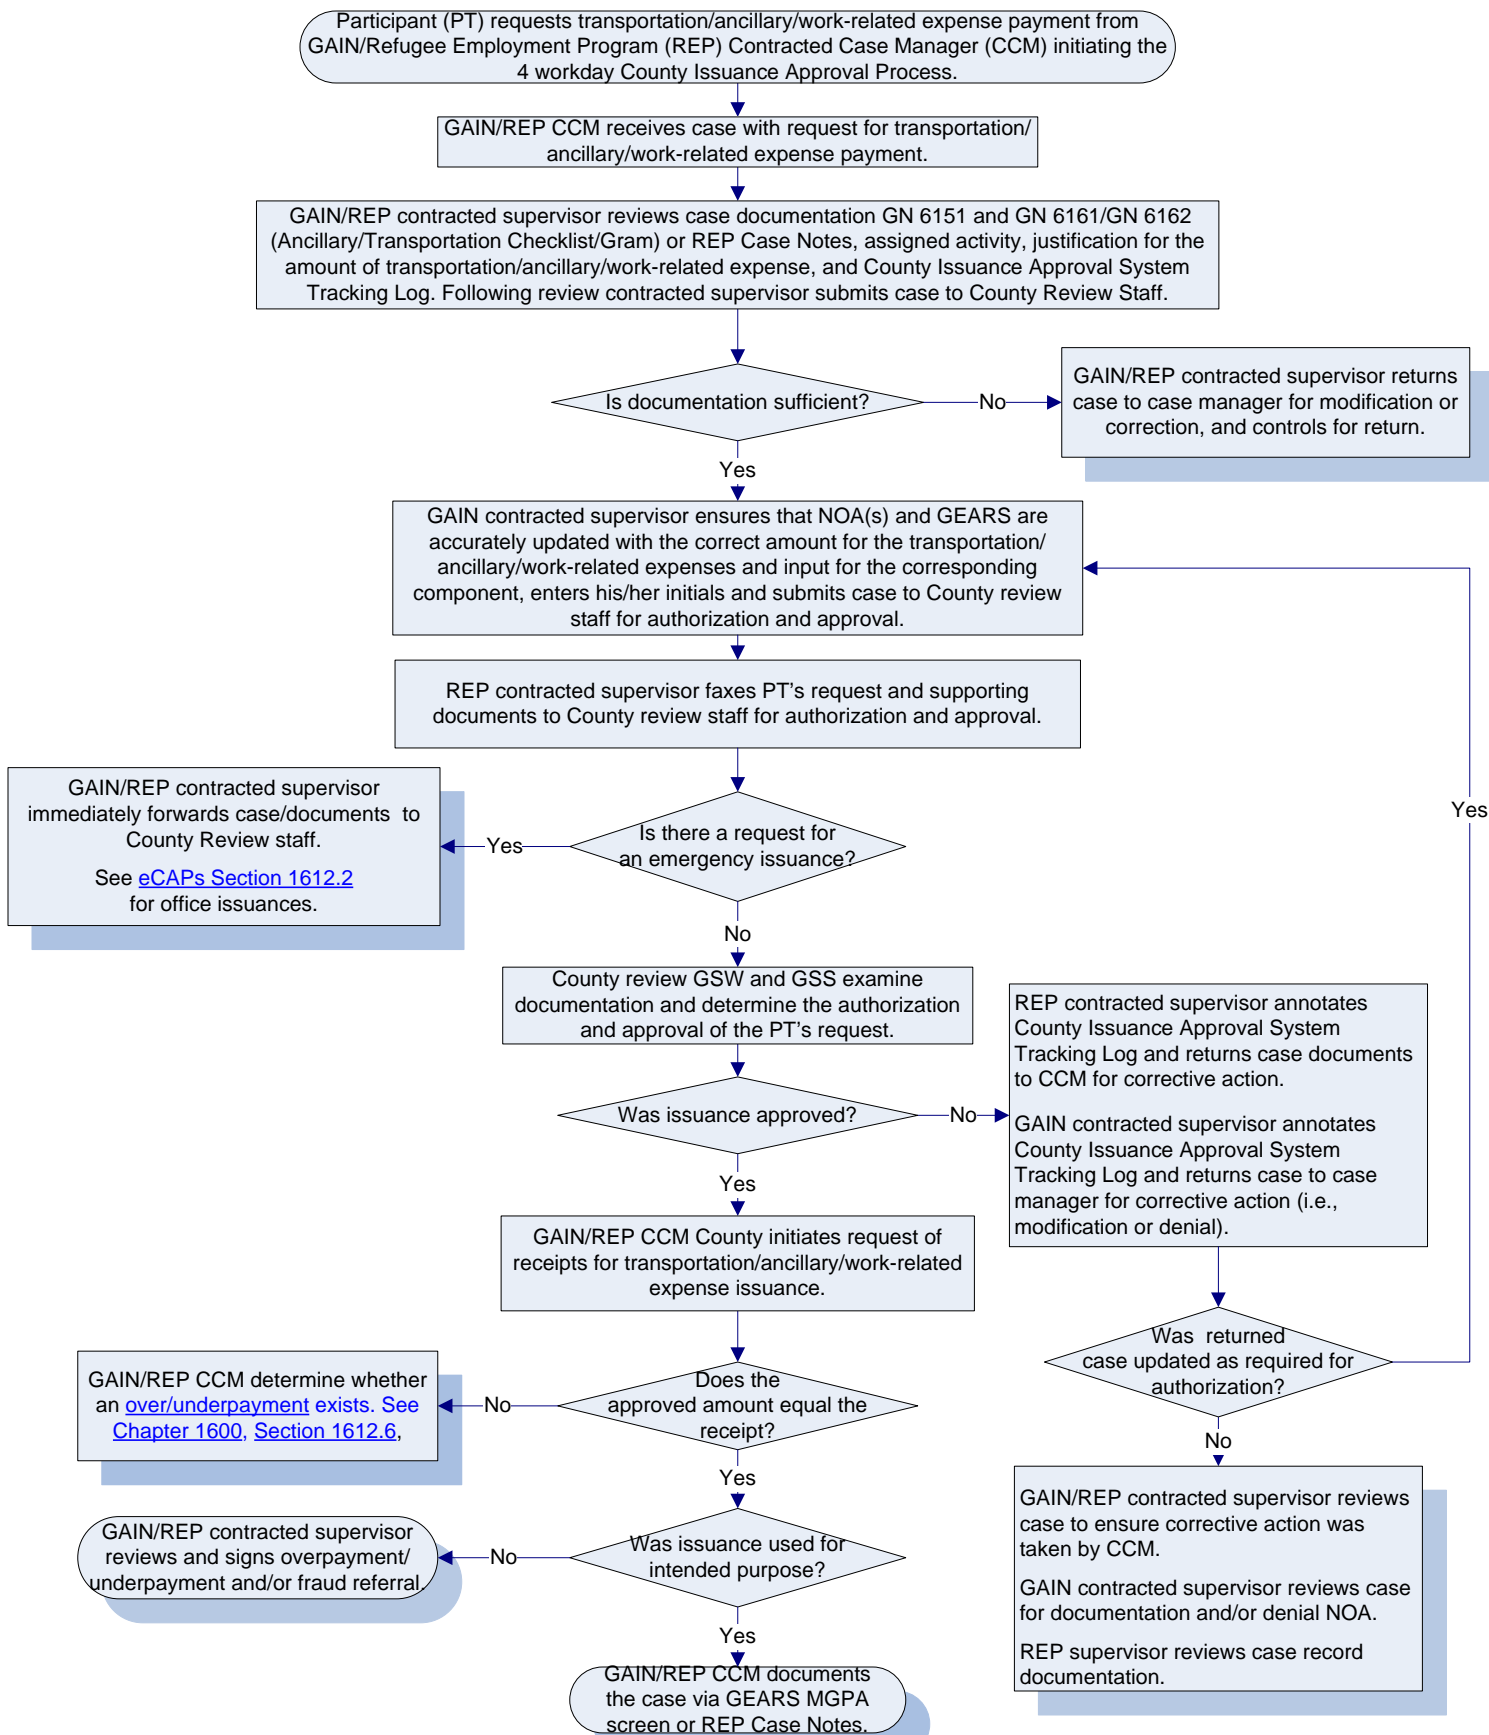 Participant (PT) requests transportation/ancillary/work-related expense payment from
GAIN/Refugee Employment Program (REP) Contracted Case Manager (CCM) initiating the
4 workday County Issuance Approval Process.
GAIN/REP CCM receives case with request for transportation/
ancillary/work-related expense payment.
GAIN/REP contracted supervisor reviews case documentation GN 6151 and GN 6161/GN 6162
(Ancillary/Transportation Checklist/Gram) or REP Case Notes, assigned activity, justification for the
amount of transportation/ancillary/work-related expense, and County Issuance Approval System
Tracking Log. Following review contracted supervisor submits case to County Review Staff.
Is documentation sufficient?
No
GAIN/REP contracted supervisor returns
case to case manager for modification or
correction, and controls for return.
Yes
GAIN contracted supervisor ensures that NOA(s) and GEARS are
accurately updated with the correct amount for the transportation/
ancillary/work-related expenses and input for the corresponding
component, enters his/her initials and submits case to County review
staff for authorization and approval.
REP contracted supervisor faxes PT's request and supporting
documents to County review staff for authorization and approval.
Is there a request for
an emergency issuance?
Yes
GAIN/REP contracted supervisor
immediately forwards case/documents to
County Review staff.
See eCAPs Section 1612.2
for office issuances.
No
County review GSW and GSS examine
documentation and determine the authorization
and approval of the PT's request.
Was issuance approved?
No
REP contracted supervisor annotates
County Issuance Approval System
Tracking Log and returns case documents
to CCM for corrective action.
GAIN contracted supervisor annotates
County Issuance Approval System
Tracking Log and returns case to case
manager for corrective action (i.e.,
modification or denial).
Was returned
case updated as required for
authorization?
Yes
No
GAIN/REP contracted supervisor reviews
case to ensure corrective action was
taken by CCM.
GAIN contracted supervisor reviews case
for documentation and/or denial NOA.
REP supervisor reviews case record
documentation.
Yes
GAIN/REP CCM County initiates request of
receipts for transportation/ancillary/work-related
expense issuance.
Does the
approved amount equal the
receipt?
No
GAIN/REP CCM determine whether
an over/underpayment exists. See
Chapter 1600, Section 1612.6,
Yes
Was issuance used for
intended purpose?
No
GAIN/REP contracted supervisor
reviews and signs overpayment/
underpayment and/or fraud referral.
Yes
GAIN/REP CCM documents
the case via GEARS MGPA
screen or REP Case Notes.